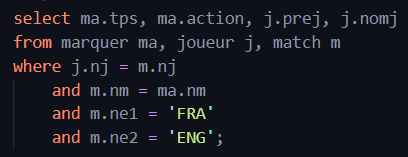 select ma.tps, ma.action, j.prej, j.nomj
from marquer ma, joueur j, match m
where j.nj = m.nj
and m.nm = ma.nm
and m.ne1 = 'FRA'
and m.ne2 = 'ENG';